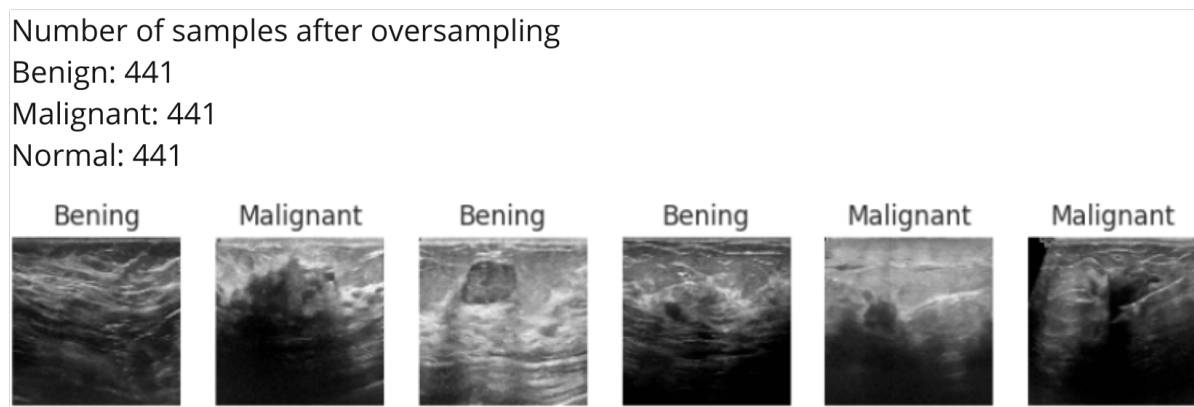 Number of samples after oversampling
Benign: 441
Malignant: 441
Normal: 441
Bening Malignant Bening Bening Malignant Malignant